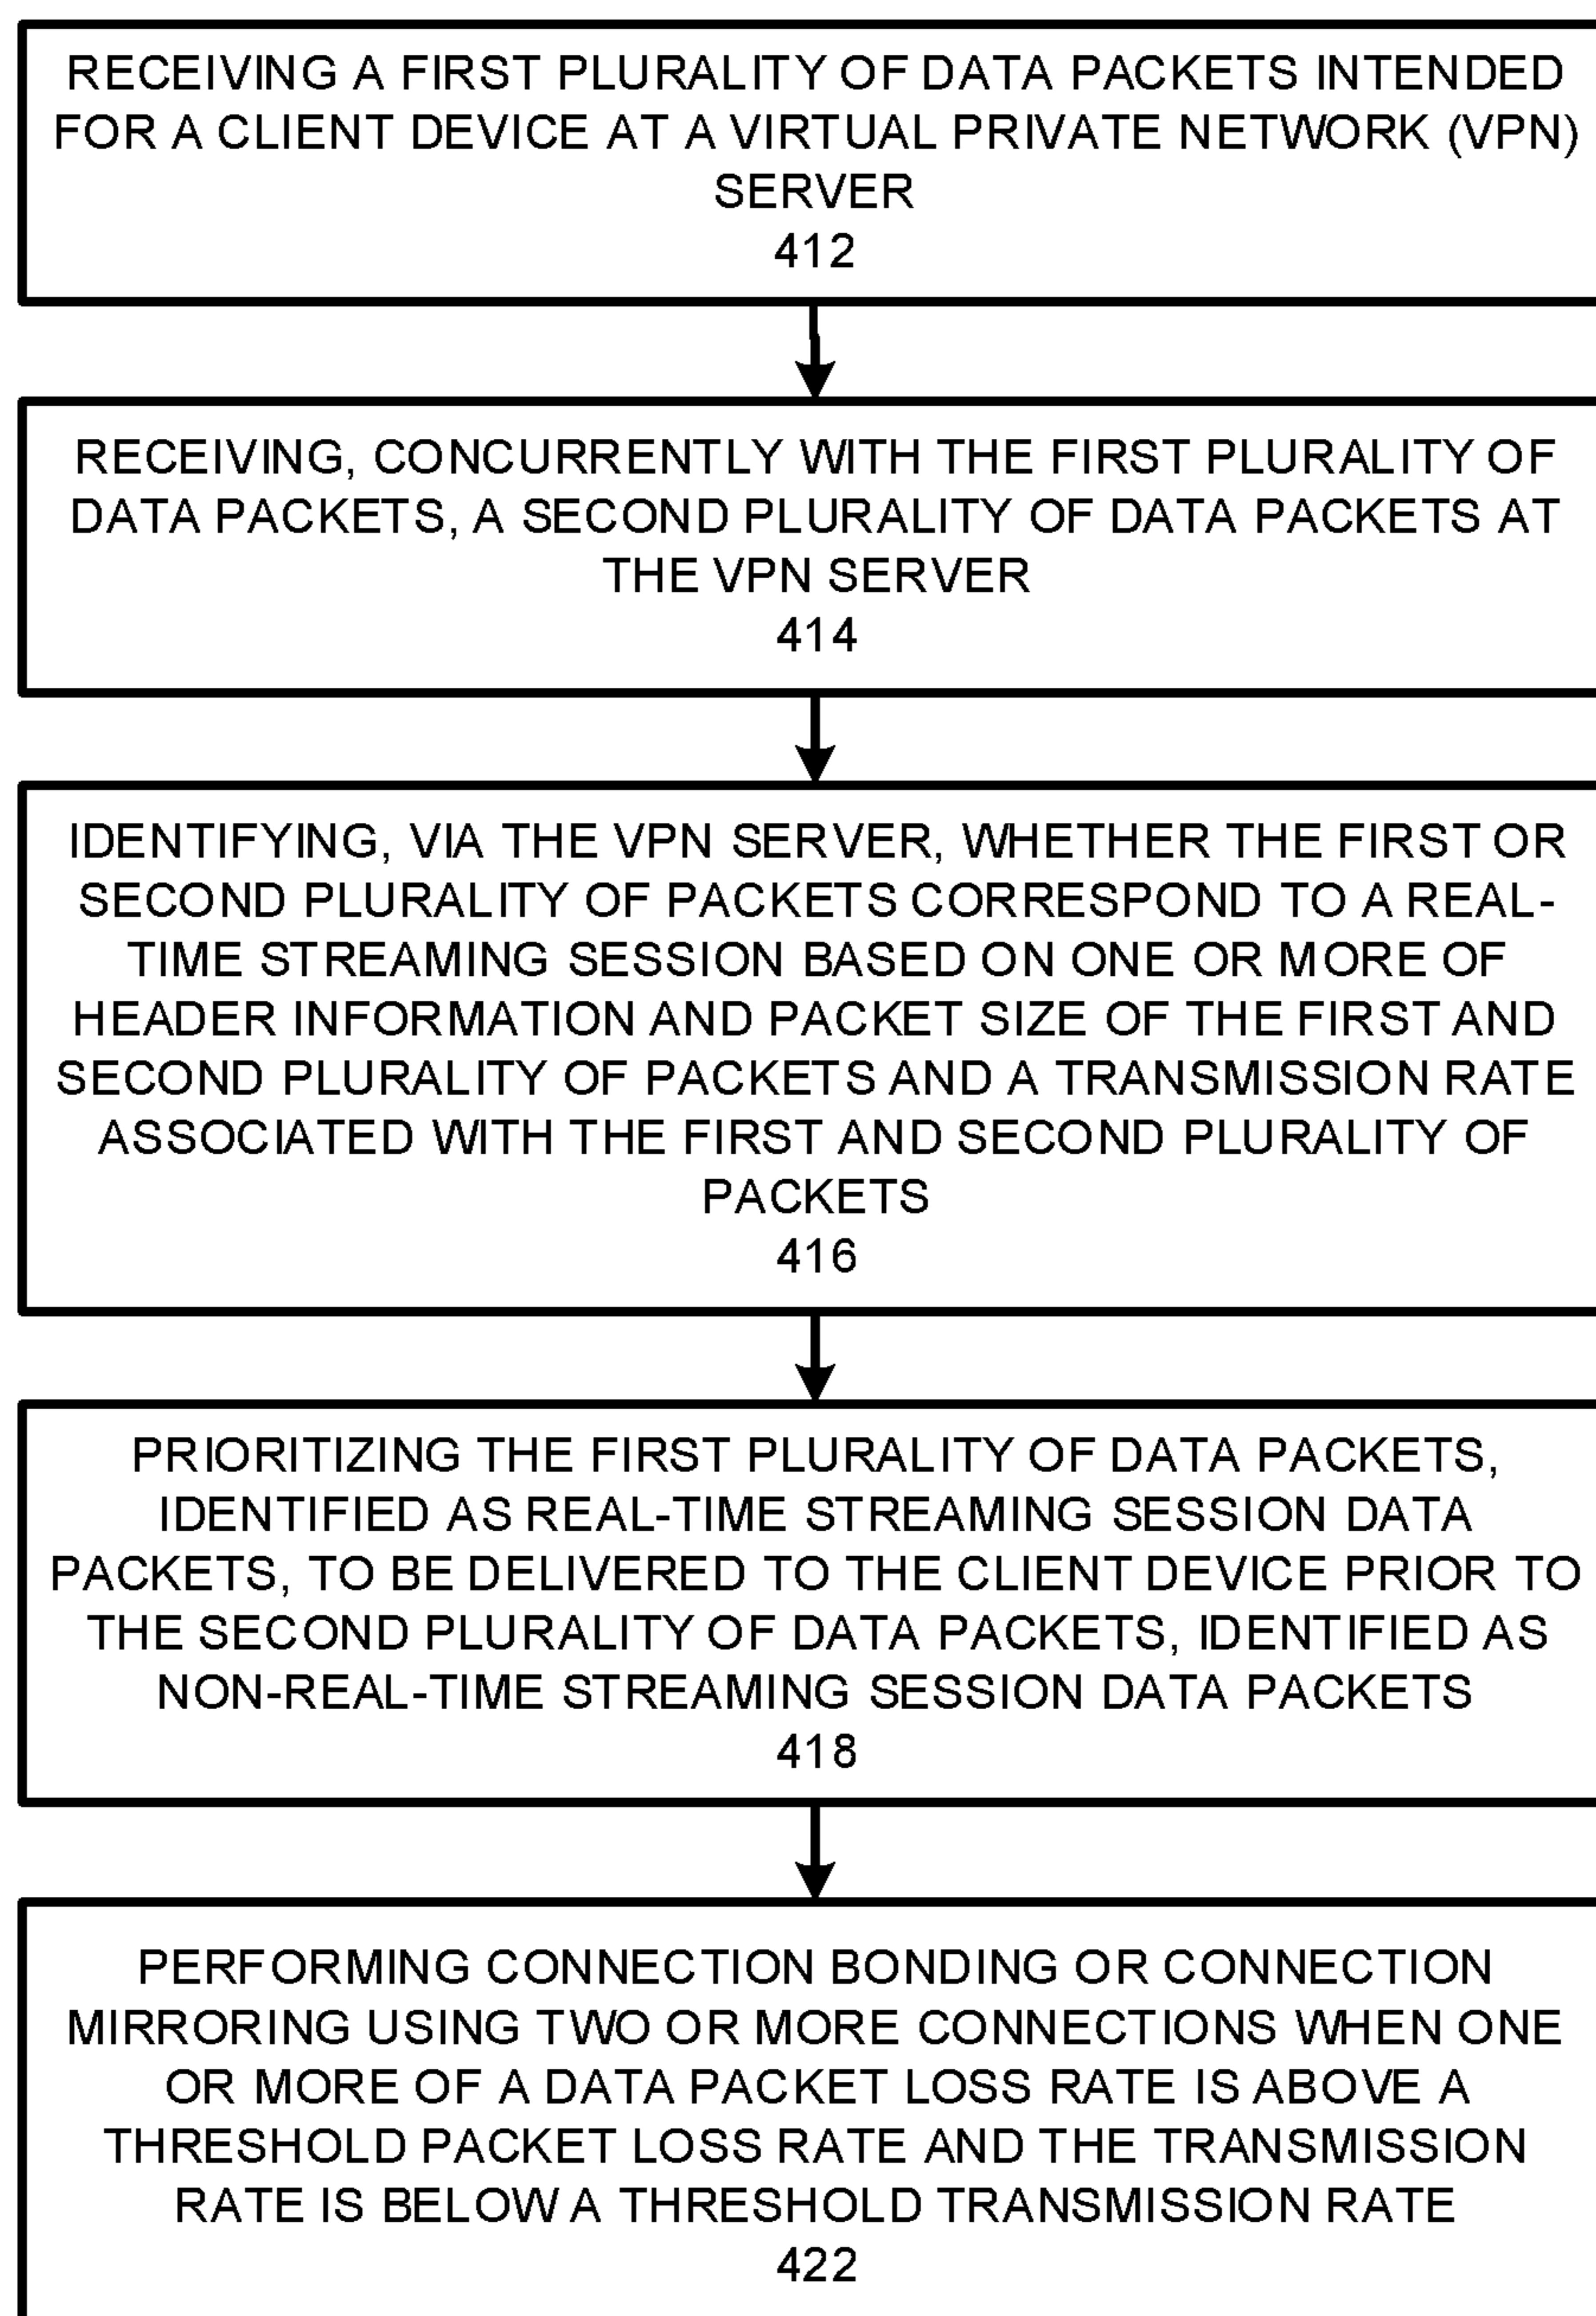 RECEIVING A FIRST PLURALITY OF DATA PACKETS INTENDED
FOR A CLIENT DEVICE AT A VIRTUAL PRIVATE NETWORK (VPN)
SERVER
412
RECEIVING, CONCURRENTLY WITH THE FIRST PLURALITY OF
DATA PACKETS, A SECOND PLURALITY OF DATA PACKETS AT
THE VPN SERVER
414
IDENTIFYING, VIA THE VPN SERVER, WHETHER THE FIRST OR
SECOND PLURALITY OF PACKETS CORRESPOND TO A REAL-
TIME STREAMING SESSION BASED ON ONE OR MORE OF
HEADER INFORMATION AND PACKET SIZE OF THE FIRST AND
SECOND PLURALITY OF PACKETS AND A TRANSMISSION RATE
ASSOCIATED WITH THE FIRST AND SECOND PLURALITY OF
PACKETS
416
PRIORITIZING THE FIRST PLURALITY OF DATA PACKETS,
IDENTIFIED AS REAL-TIME STREAMING SESSION DATA
PACKETS, TO BE DELIVERED TO THE CLIENT DEVICE PRIOR TO
THE SECOND PLURALITY OF DATA PACKETS, IDENTIFIED AS
NON-REAL-TIME STREAMING SESSION DATA PACKETS
418
PERFORMING CONNECTION BONDING OR CONNECTION
MIRRORING USING TWO OR MORE CONNECTIONS WHEN ONE
OR MORE OF A DATA PACKET LOSS RATE IS ABOVE A
THRESHOLD PACKET LOSS RATE AND THE TRANSMISSION
RATE IS BELOW A THRESHOLD TRANSMISSION RATE
422